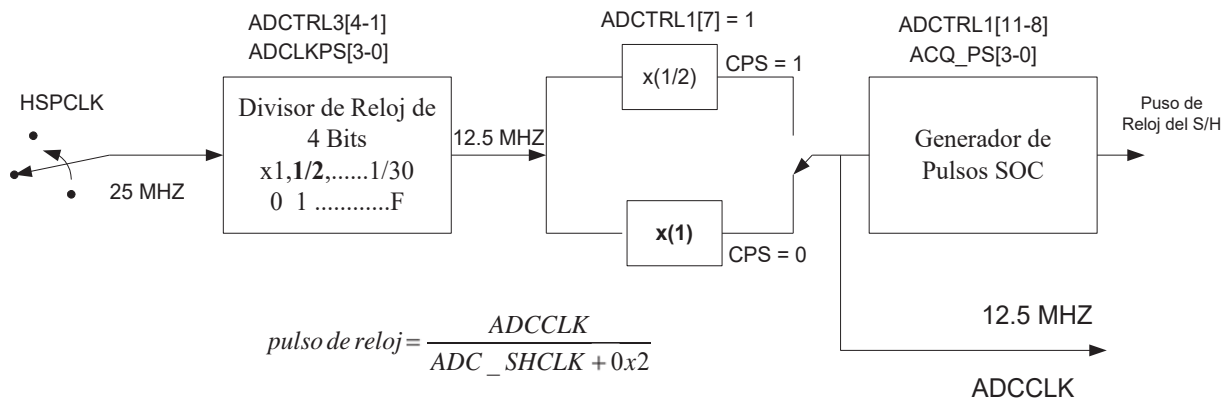 ADCTRL3[4-1]
ADCLKPS[3-0]
ADCTRL1[7] = 1
ADCTRL1[11-8]
ACQ_PS[3-0]
HSPCLK
25 MHZ
Divisor de Reloj de
4 Bits
x1,1/2,......1/30
0 1 ............F
12.5 MHZ
x(1/2)
CPS = 1
x(1)
CPS = 0
Generador de
Pulsos SOC
Puso de
Reloj del S/H
pulso de reloj = ADCCLK
ADC _ SHCLK + 0x2
12.5 MHZ
ADCCLK